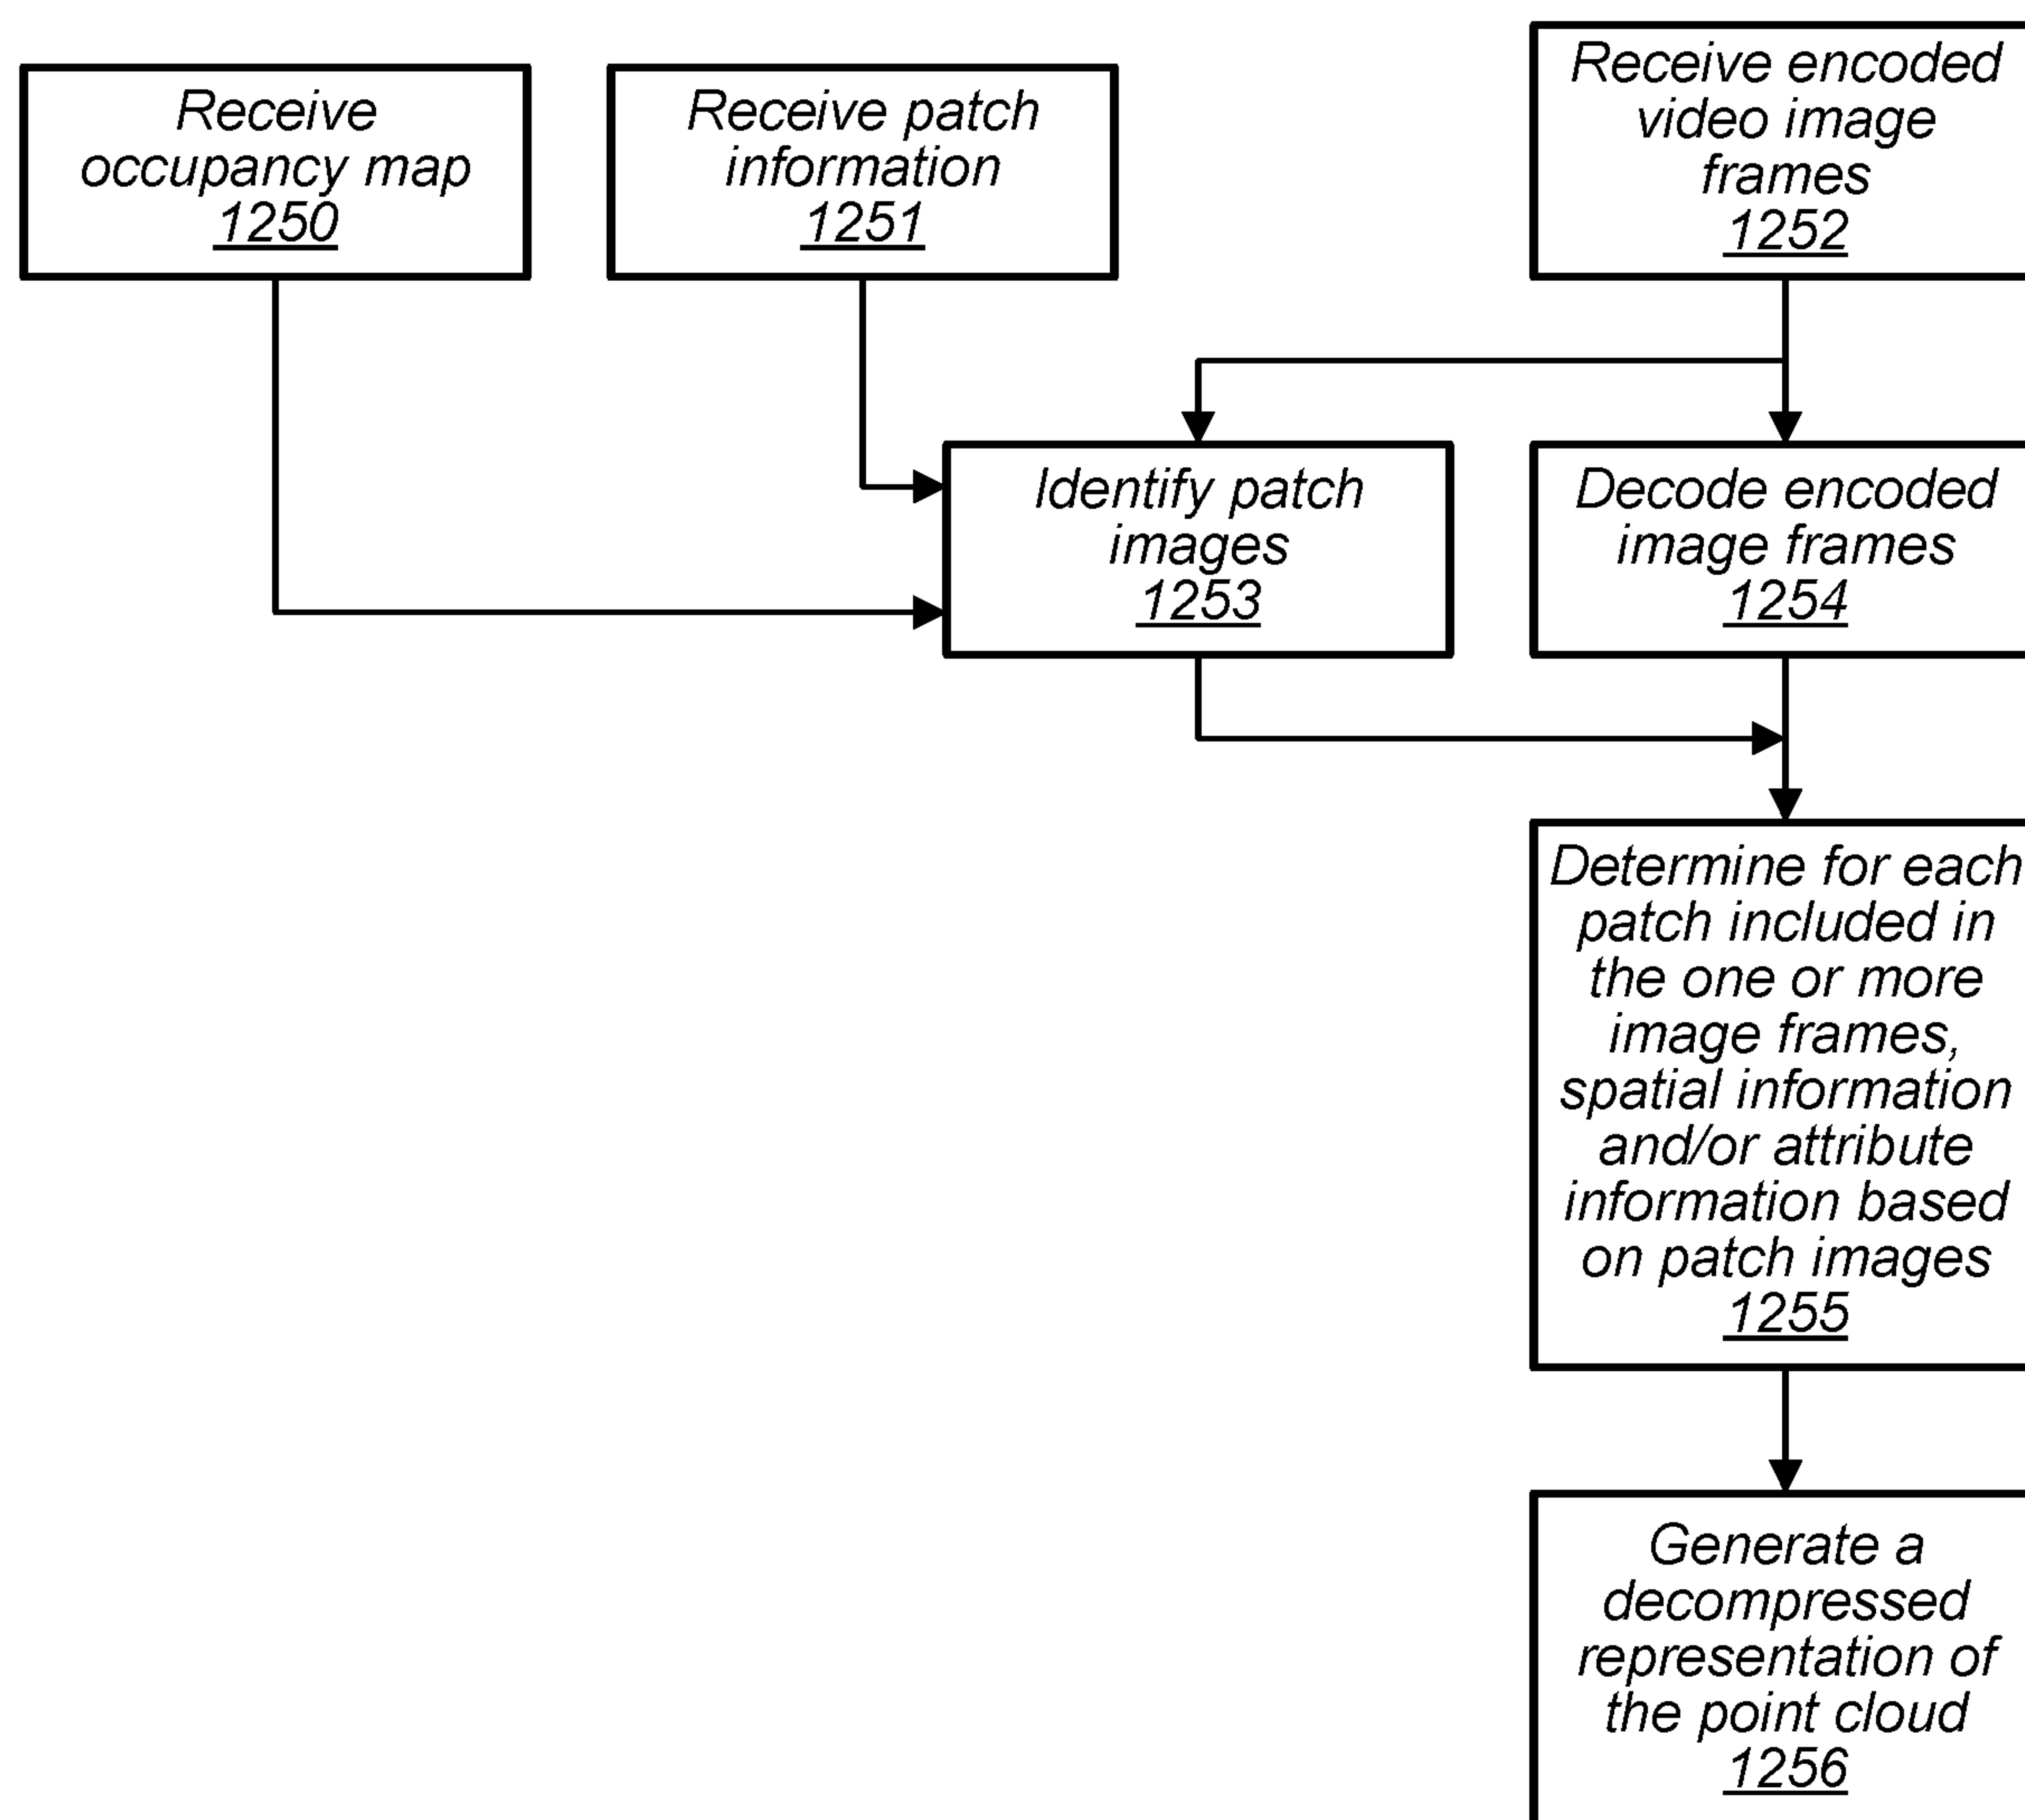 Receive
occupancy map
1250
Receive patch
information
1251
Receive encoded
video image
frames
1252
Identify patch
images
1253
Decode encoded
image frames
1254
Determine for each
patch included in
the one or more
image frames,
spatial information
and/or attribute
information based
on patch images
1255
Generate a
decompressed
representation of
the point cloud
1256